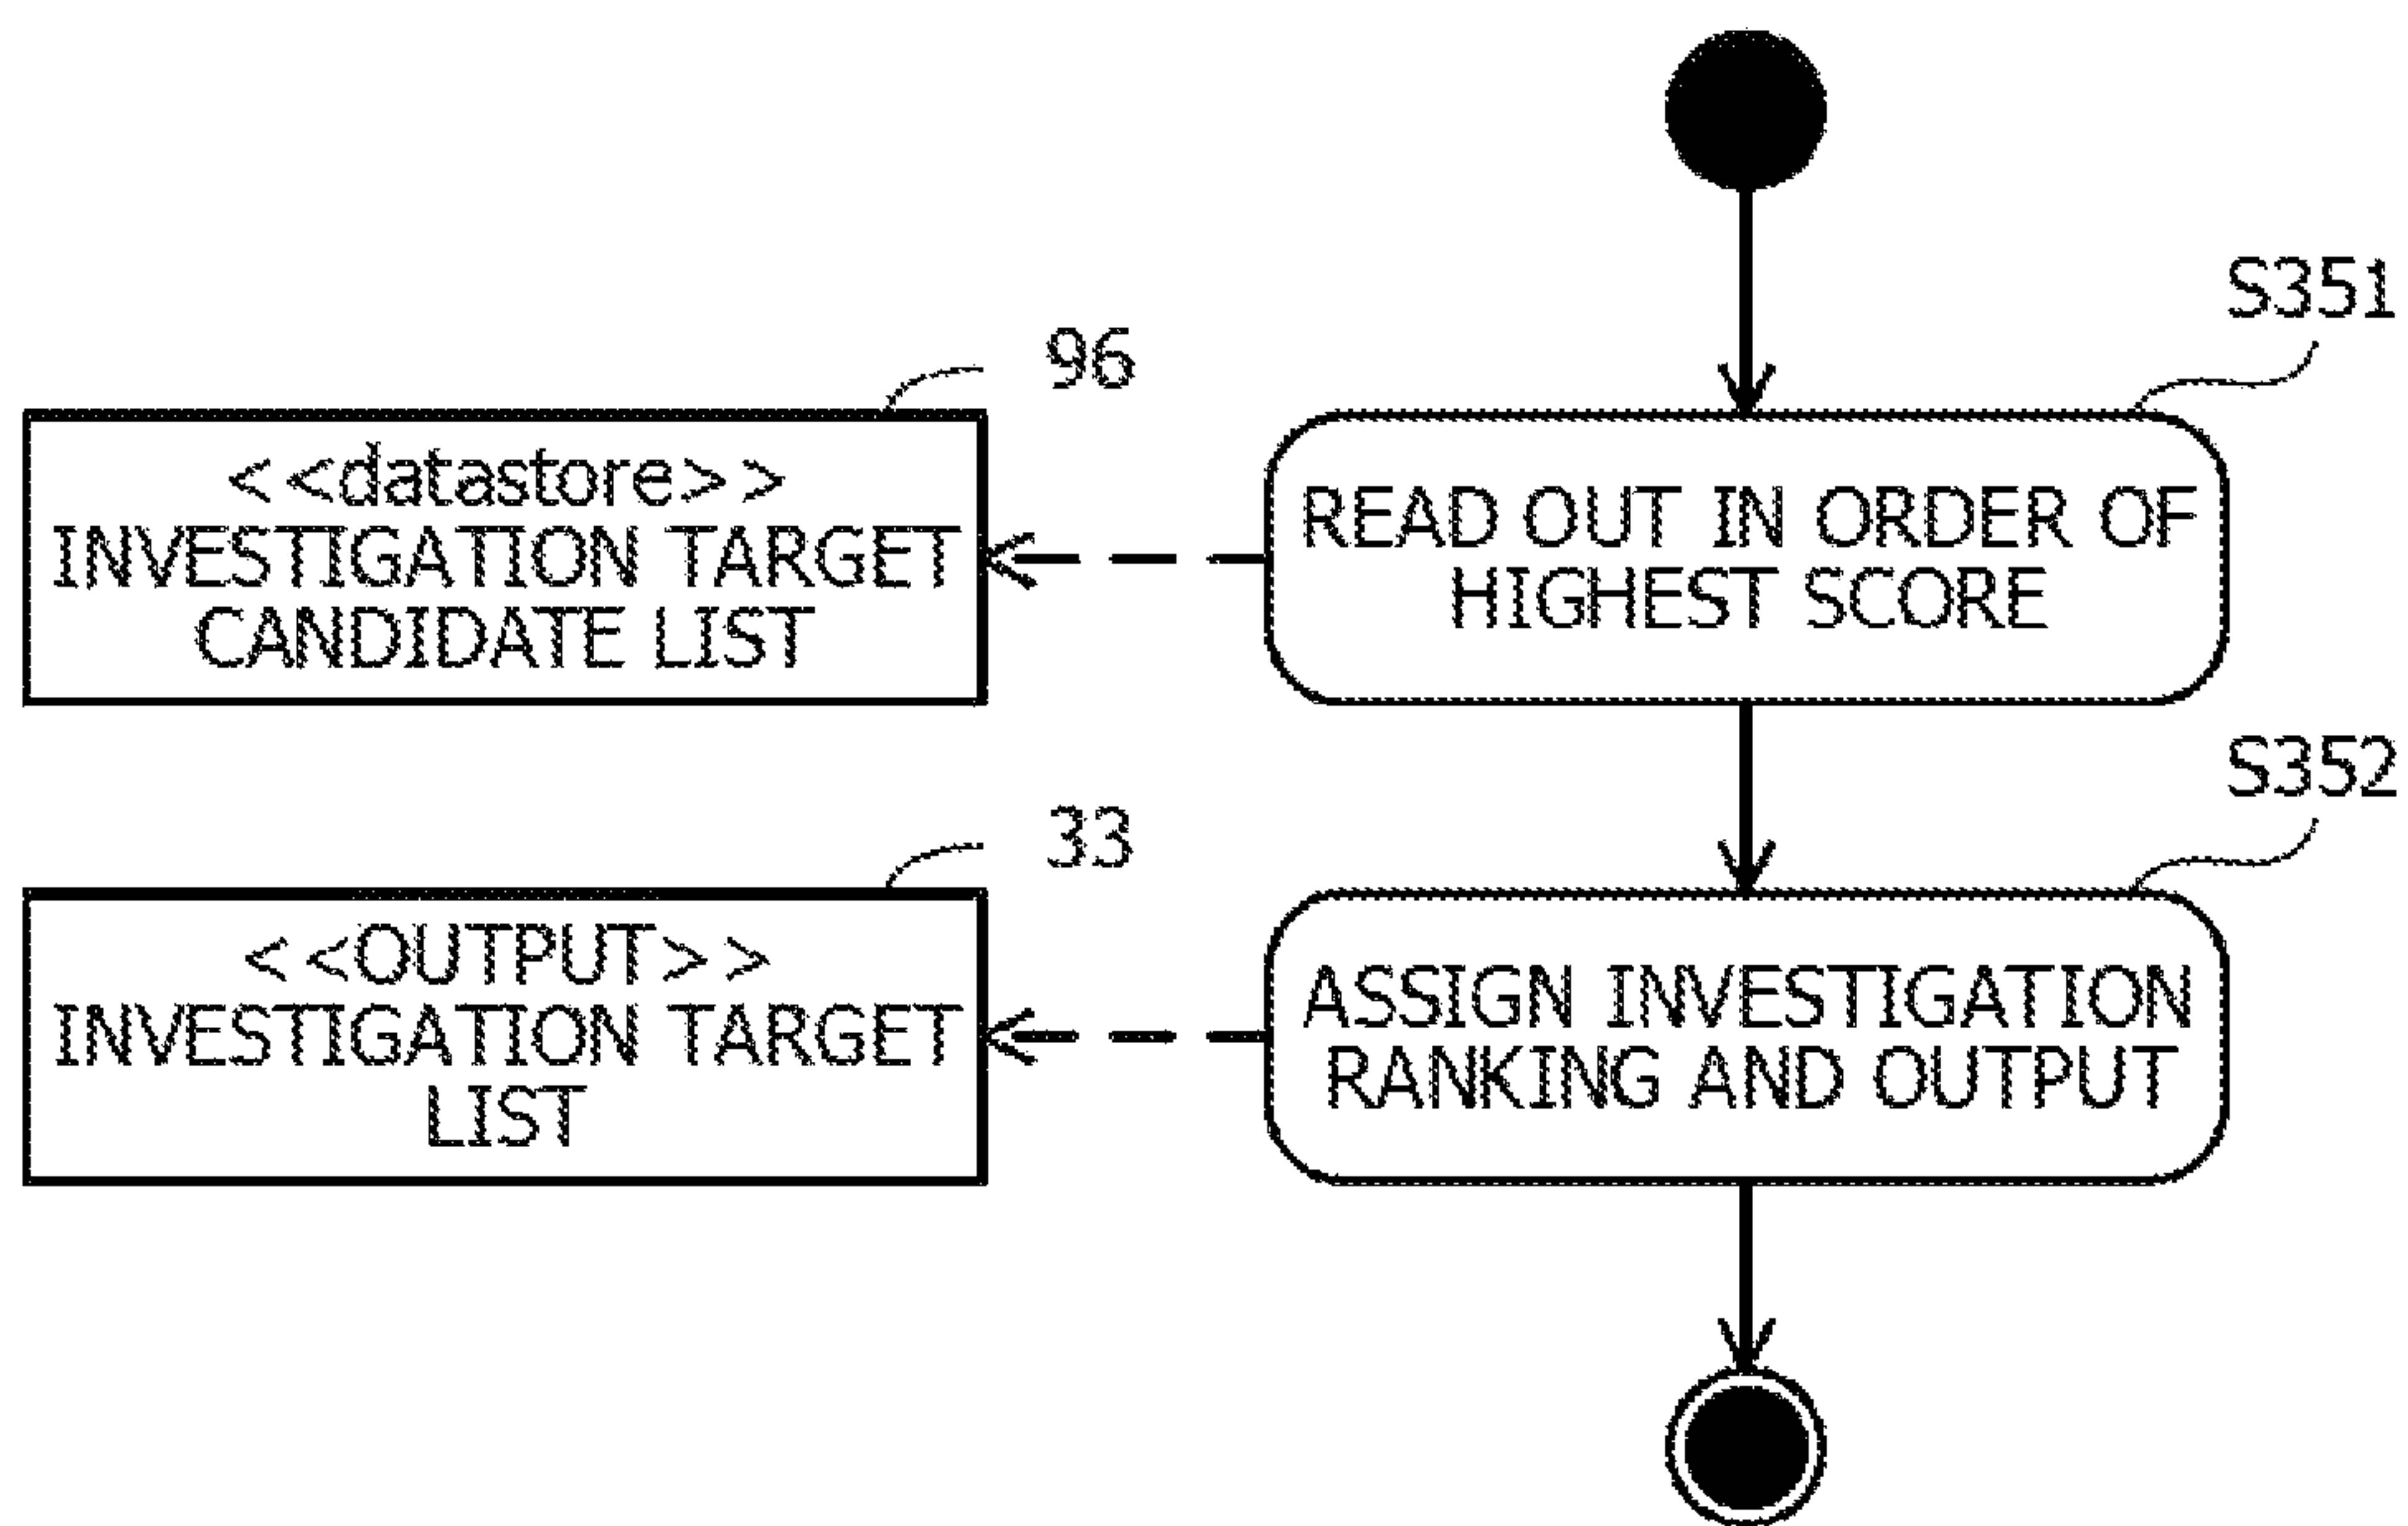 S351
96
<<datastore>>
INVESTIGATION TARGET
CANDIDATE LIST
READ OUT IN ORDER OF
HIGHEST SCORE
S352
33
<<OUTPUT>>
INVESTIGATION TARGET
LIST
ASSIGN INVESTIGATION
RANKING AND OUTPUT